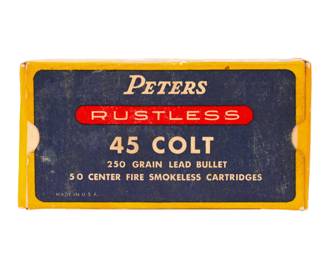 PETERS
RUSTLESS
45 COLT
250 GRAIN LEAD BULLET
50 CENTER FIRE SMOKELESS CARTRIDGES
MADE IN U.S.A.